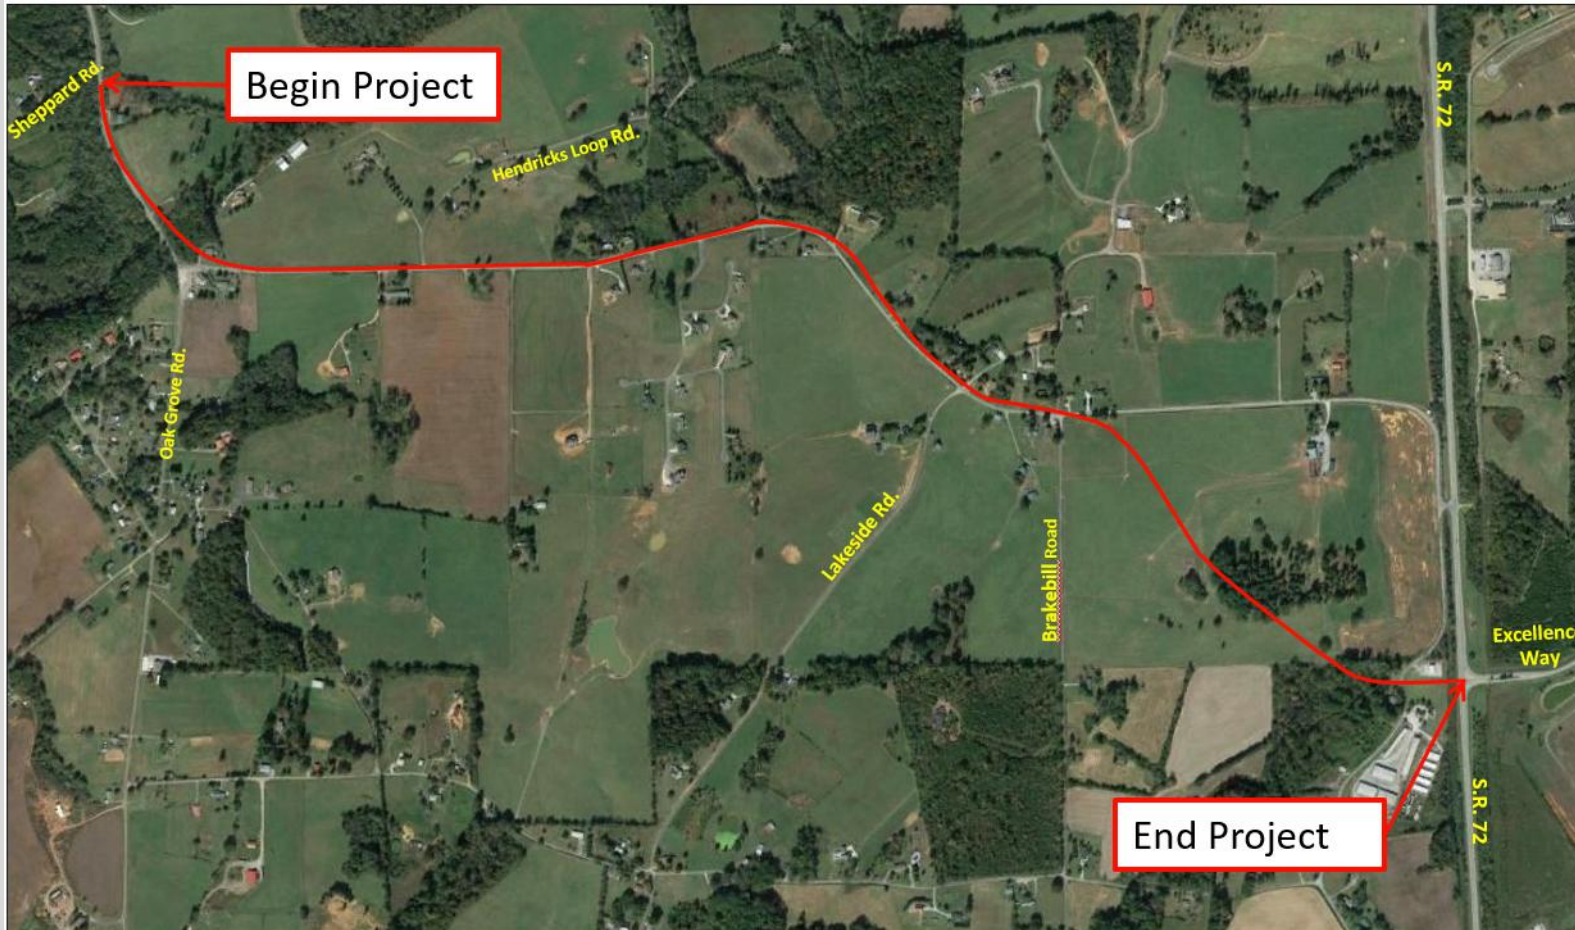 Sheppard Rd.
Begin Project
Hendricks Loop Rd.
S.R. 72
Oak Grove Rd.
Lakeside Rd.
Brakebill Road
Excellence
Way
End Project
S.R. 72